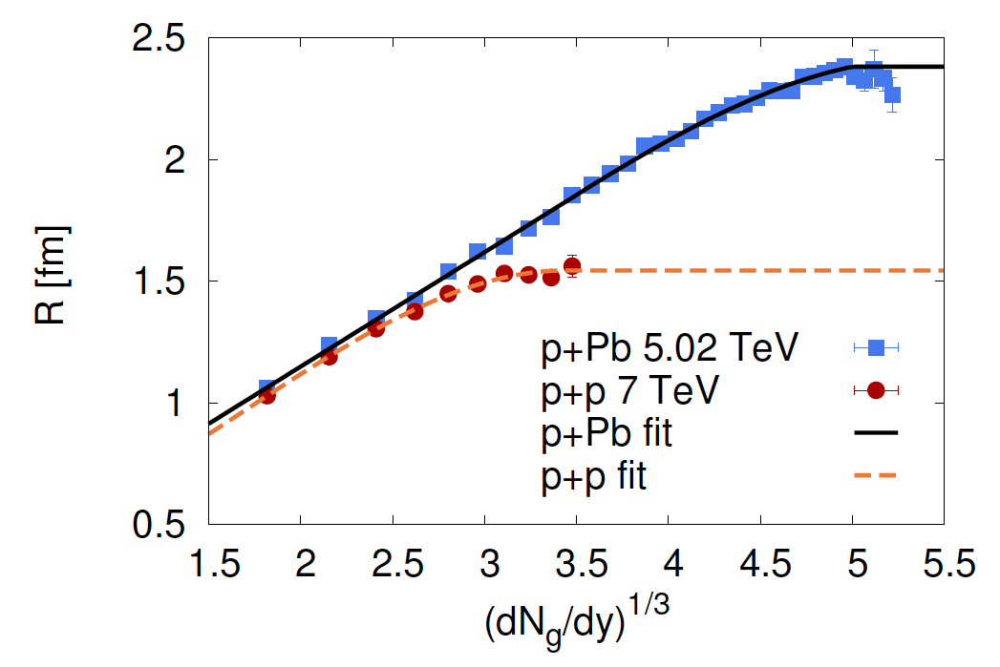 2.5
2
1.5
1
0.5
R [fm]
p+Pb 5.02 TeV
p+p 7 TeV
p+Pb fit
p+p fit
1.5 2 2.5 3 3.5 4 4.5 5 5.5
(dNg/dy)1/3